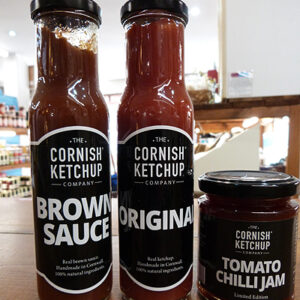 THE
CORNISH
KETCHUP
COMPANY
BROWN
SAUCE
Real brown sauce.
Handmade in Cornwall.
100% natural ingredients.
THE
CORNISH
KETCHUP
COMPANY
ORIGINAL
Real ketchup.
Handmade in Cornwall.
100% natural ingredients.
THE
CORNISH
KETCHUP
COMPANY
TOMATO
CHILLI JAM
Limited Edition